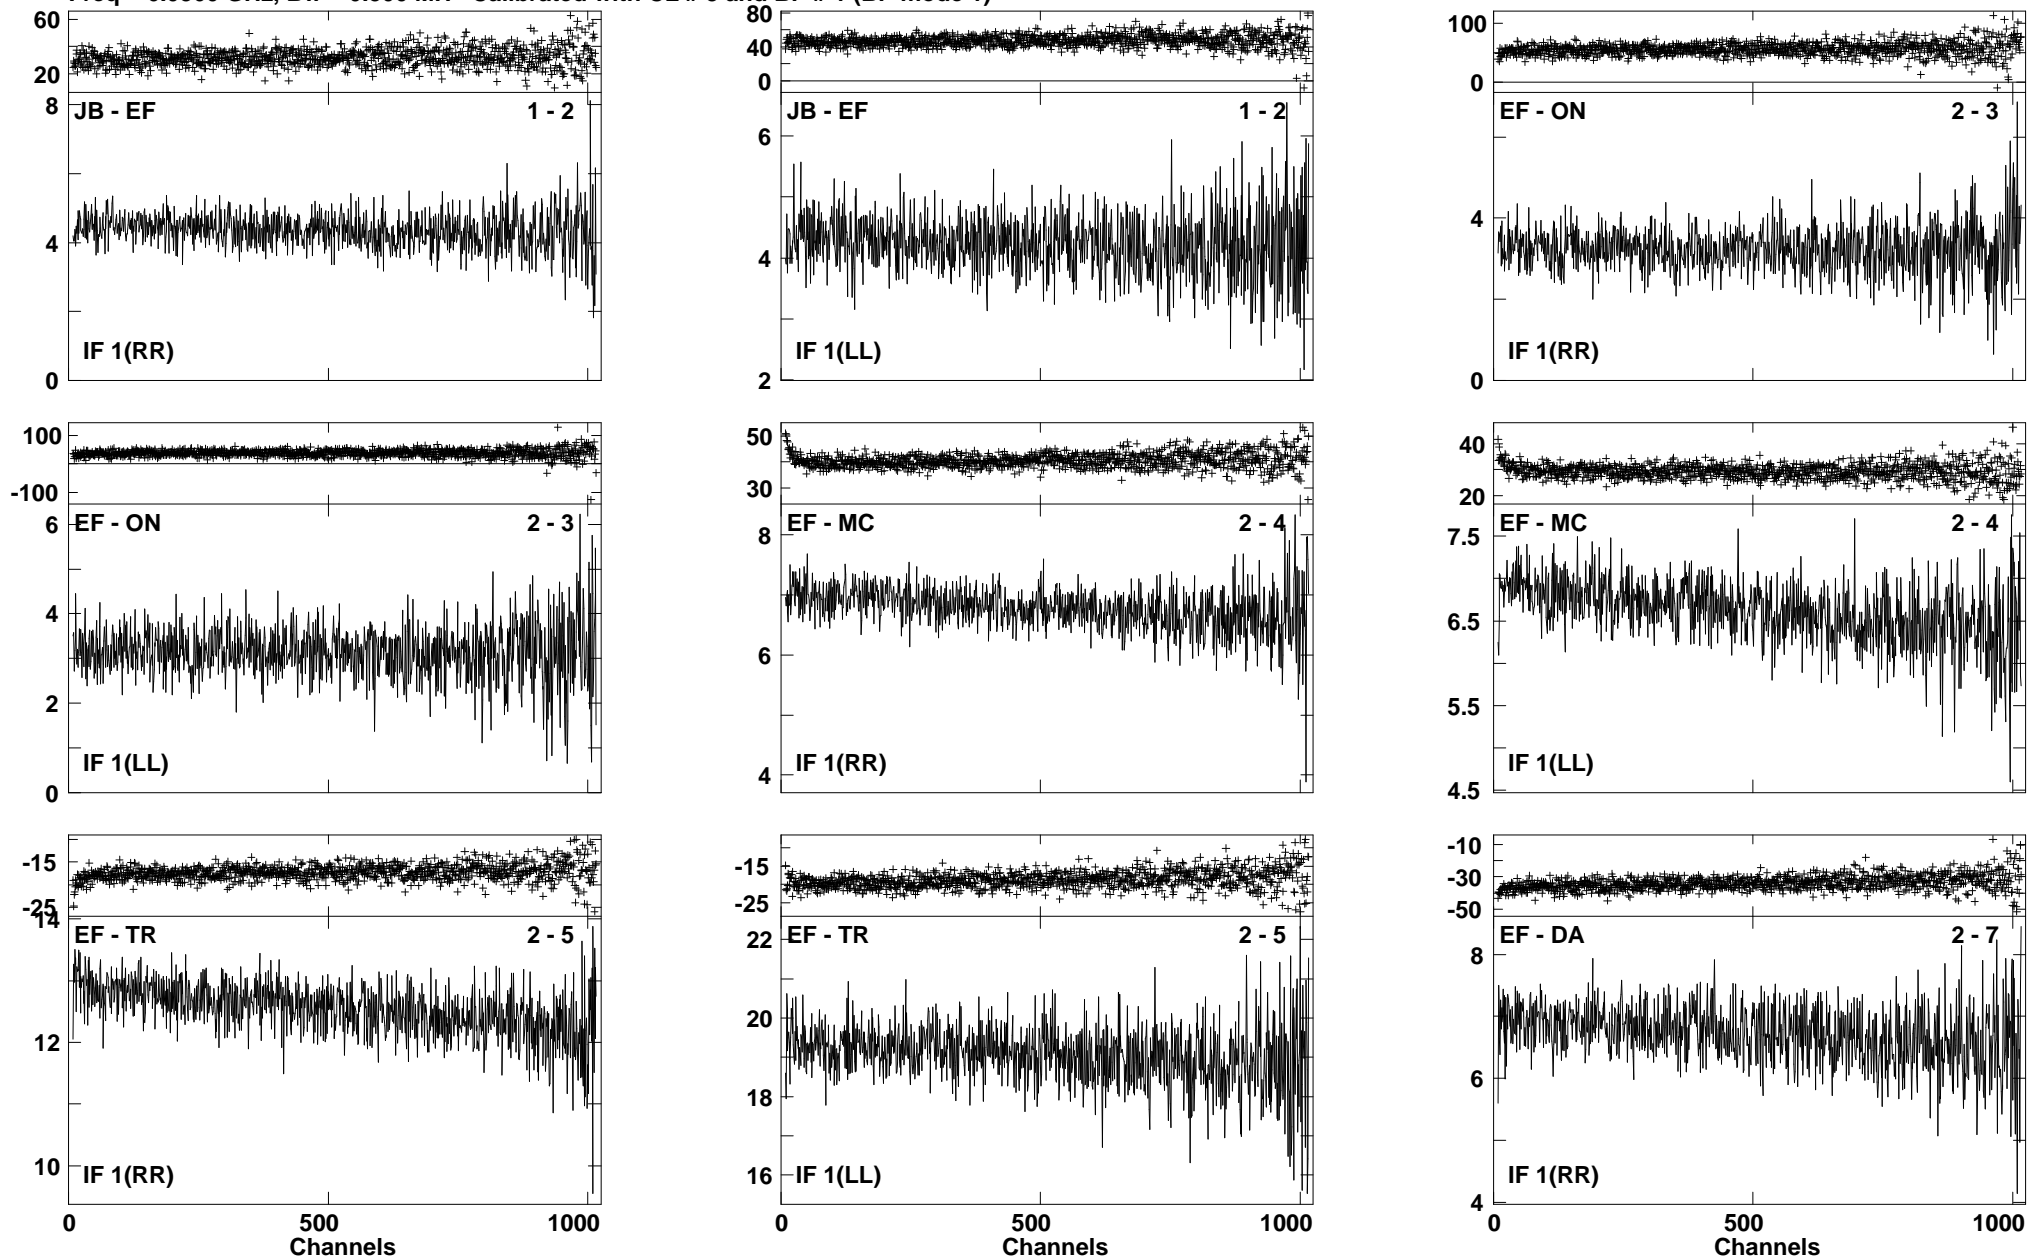 60
20
JB - EF 1 - 2
8
4
0
IF 1(RR)
80
40
0
JB - EF 1 - 2
6
4
2
IF 1(LL)
100
0
EF - ON 2 - 3
4
0
IF 1(RR)
100
-100
EF - ON 2 - 3
6
4
2
0
IF 1(LL)
50
30
EF - MC 2 - 4
8
6
4
IF 1(RR)
40
20
EF - MC 2 - 4
7.5
6.5
5.5
4.5
IF 1(LL)
-15
-25
14
EF - TR 2 - 5
12
10
IF 1(RR)
0 500 1000
Channels
-15
-25
EF - TR 2 - 5
22
20
18
16
IF 1(LL)
0 500 1000
Channels
-10
-30
-50
EF - DA 2 - 7
8
6
4
IF 1(RR)
0 500 1000
Channels